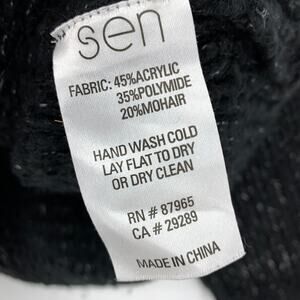 sen
FABRIC: 45%ACRYLIC
35%POLYMIDE
20%MOHAIR
HAND WASH COLD
LAY FLAT TO DRY
OR DRY CLEAN
RN # 87965
CA # 29289
MADE IN CHINA